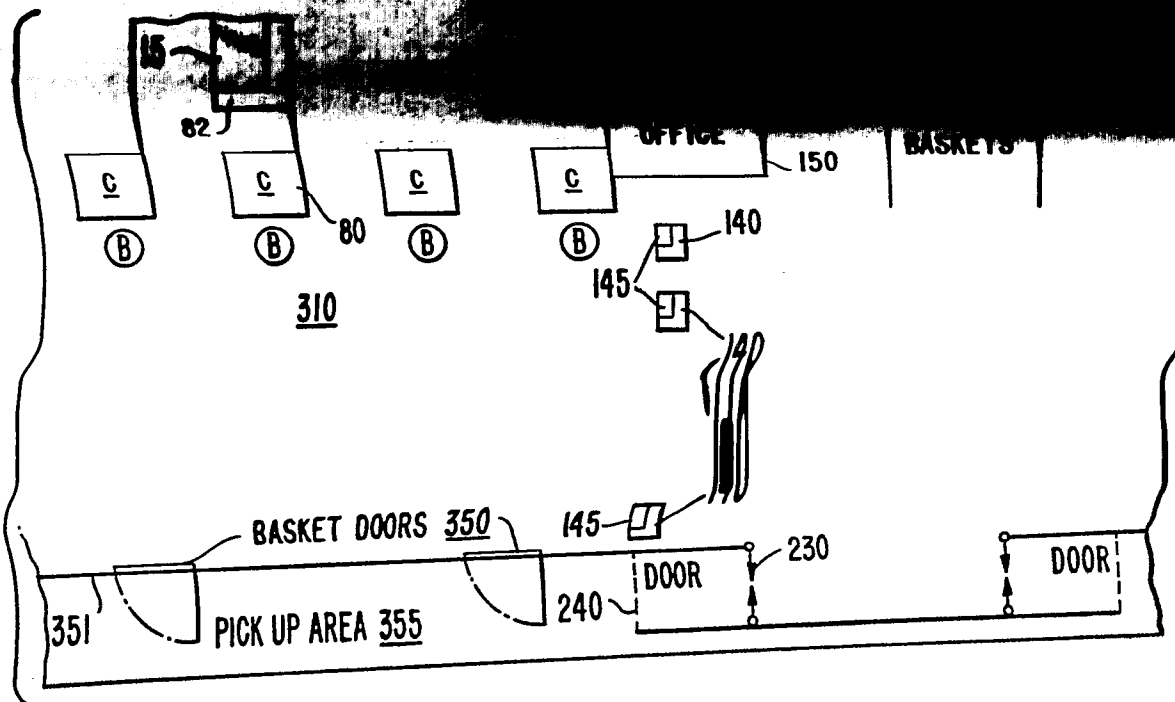 15
82
OFFICE
BASKETS
150
C
C
C
C
80
B
B
B
B
140
145
310
140
BASKET DOORS 350
145
230
DOOR
DOOR
240
351
PICK UP AREA 355